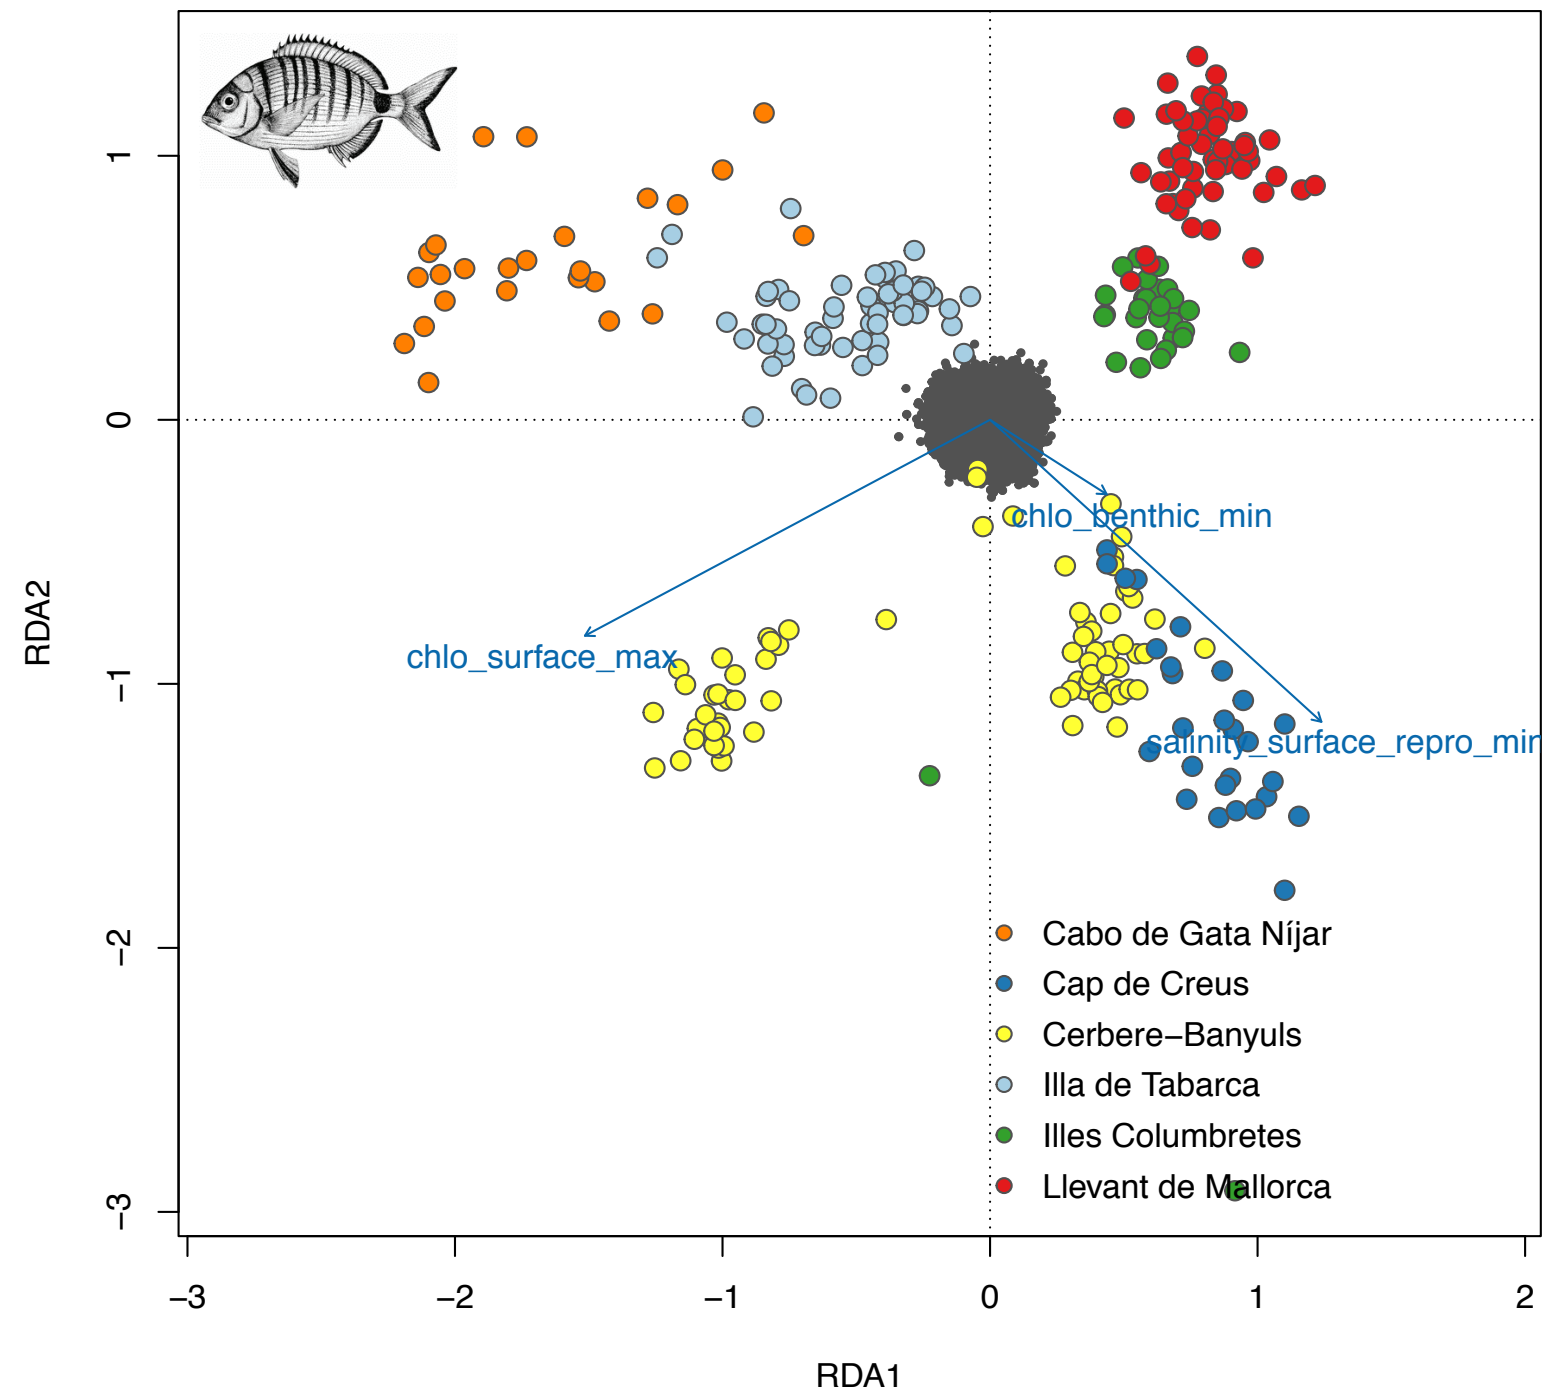 1
0
−1
−2
−3
RDA2
chlo_benthic_min
chlo_surface_max
salinity_surface_repro_min
Cabo de Gata Níjar
Cap de Creus
Cerbere−Banyuls
Illa de Tabarca
Illes Columbretes
Llevant de Mallorca
−3 −2 −1 0 1 2
RDA1